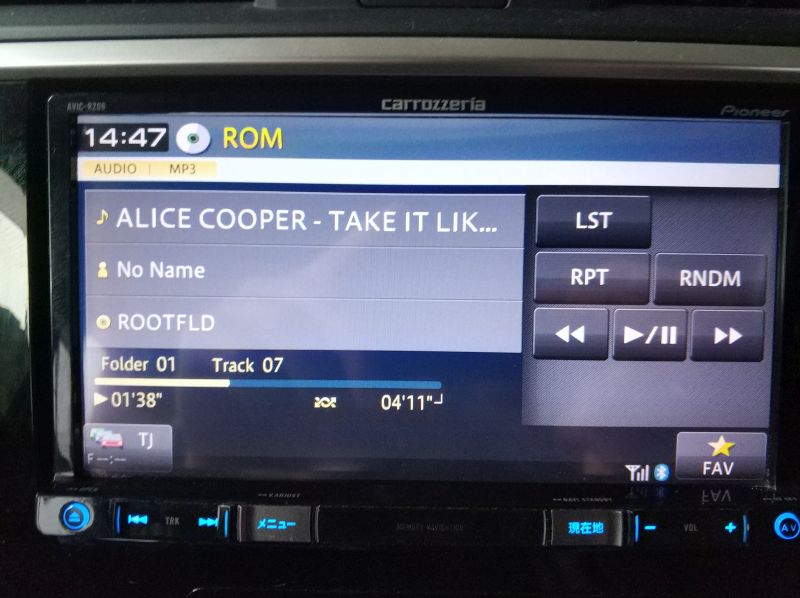 AVIC-RZ09 carrozzeria Pioneer
14:47 ROM
AUDIO MP3
ALICE COOPER - TAKE IT LIK...
No Name
ROOTFLD
Folder 01 Track 07
01'38" 04'11"
TJ
F --:--
LST
RPT RNDM
FAV
TRK メニュー MEMORY NAVIGATION 現在地 - VOL + AV